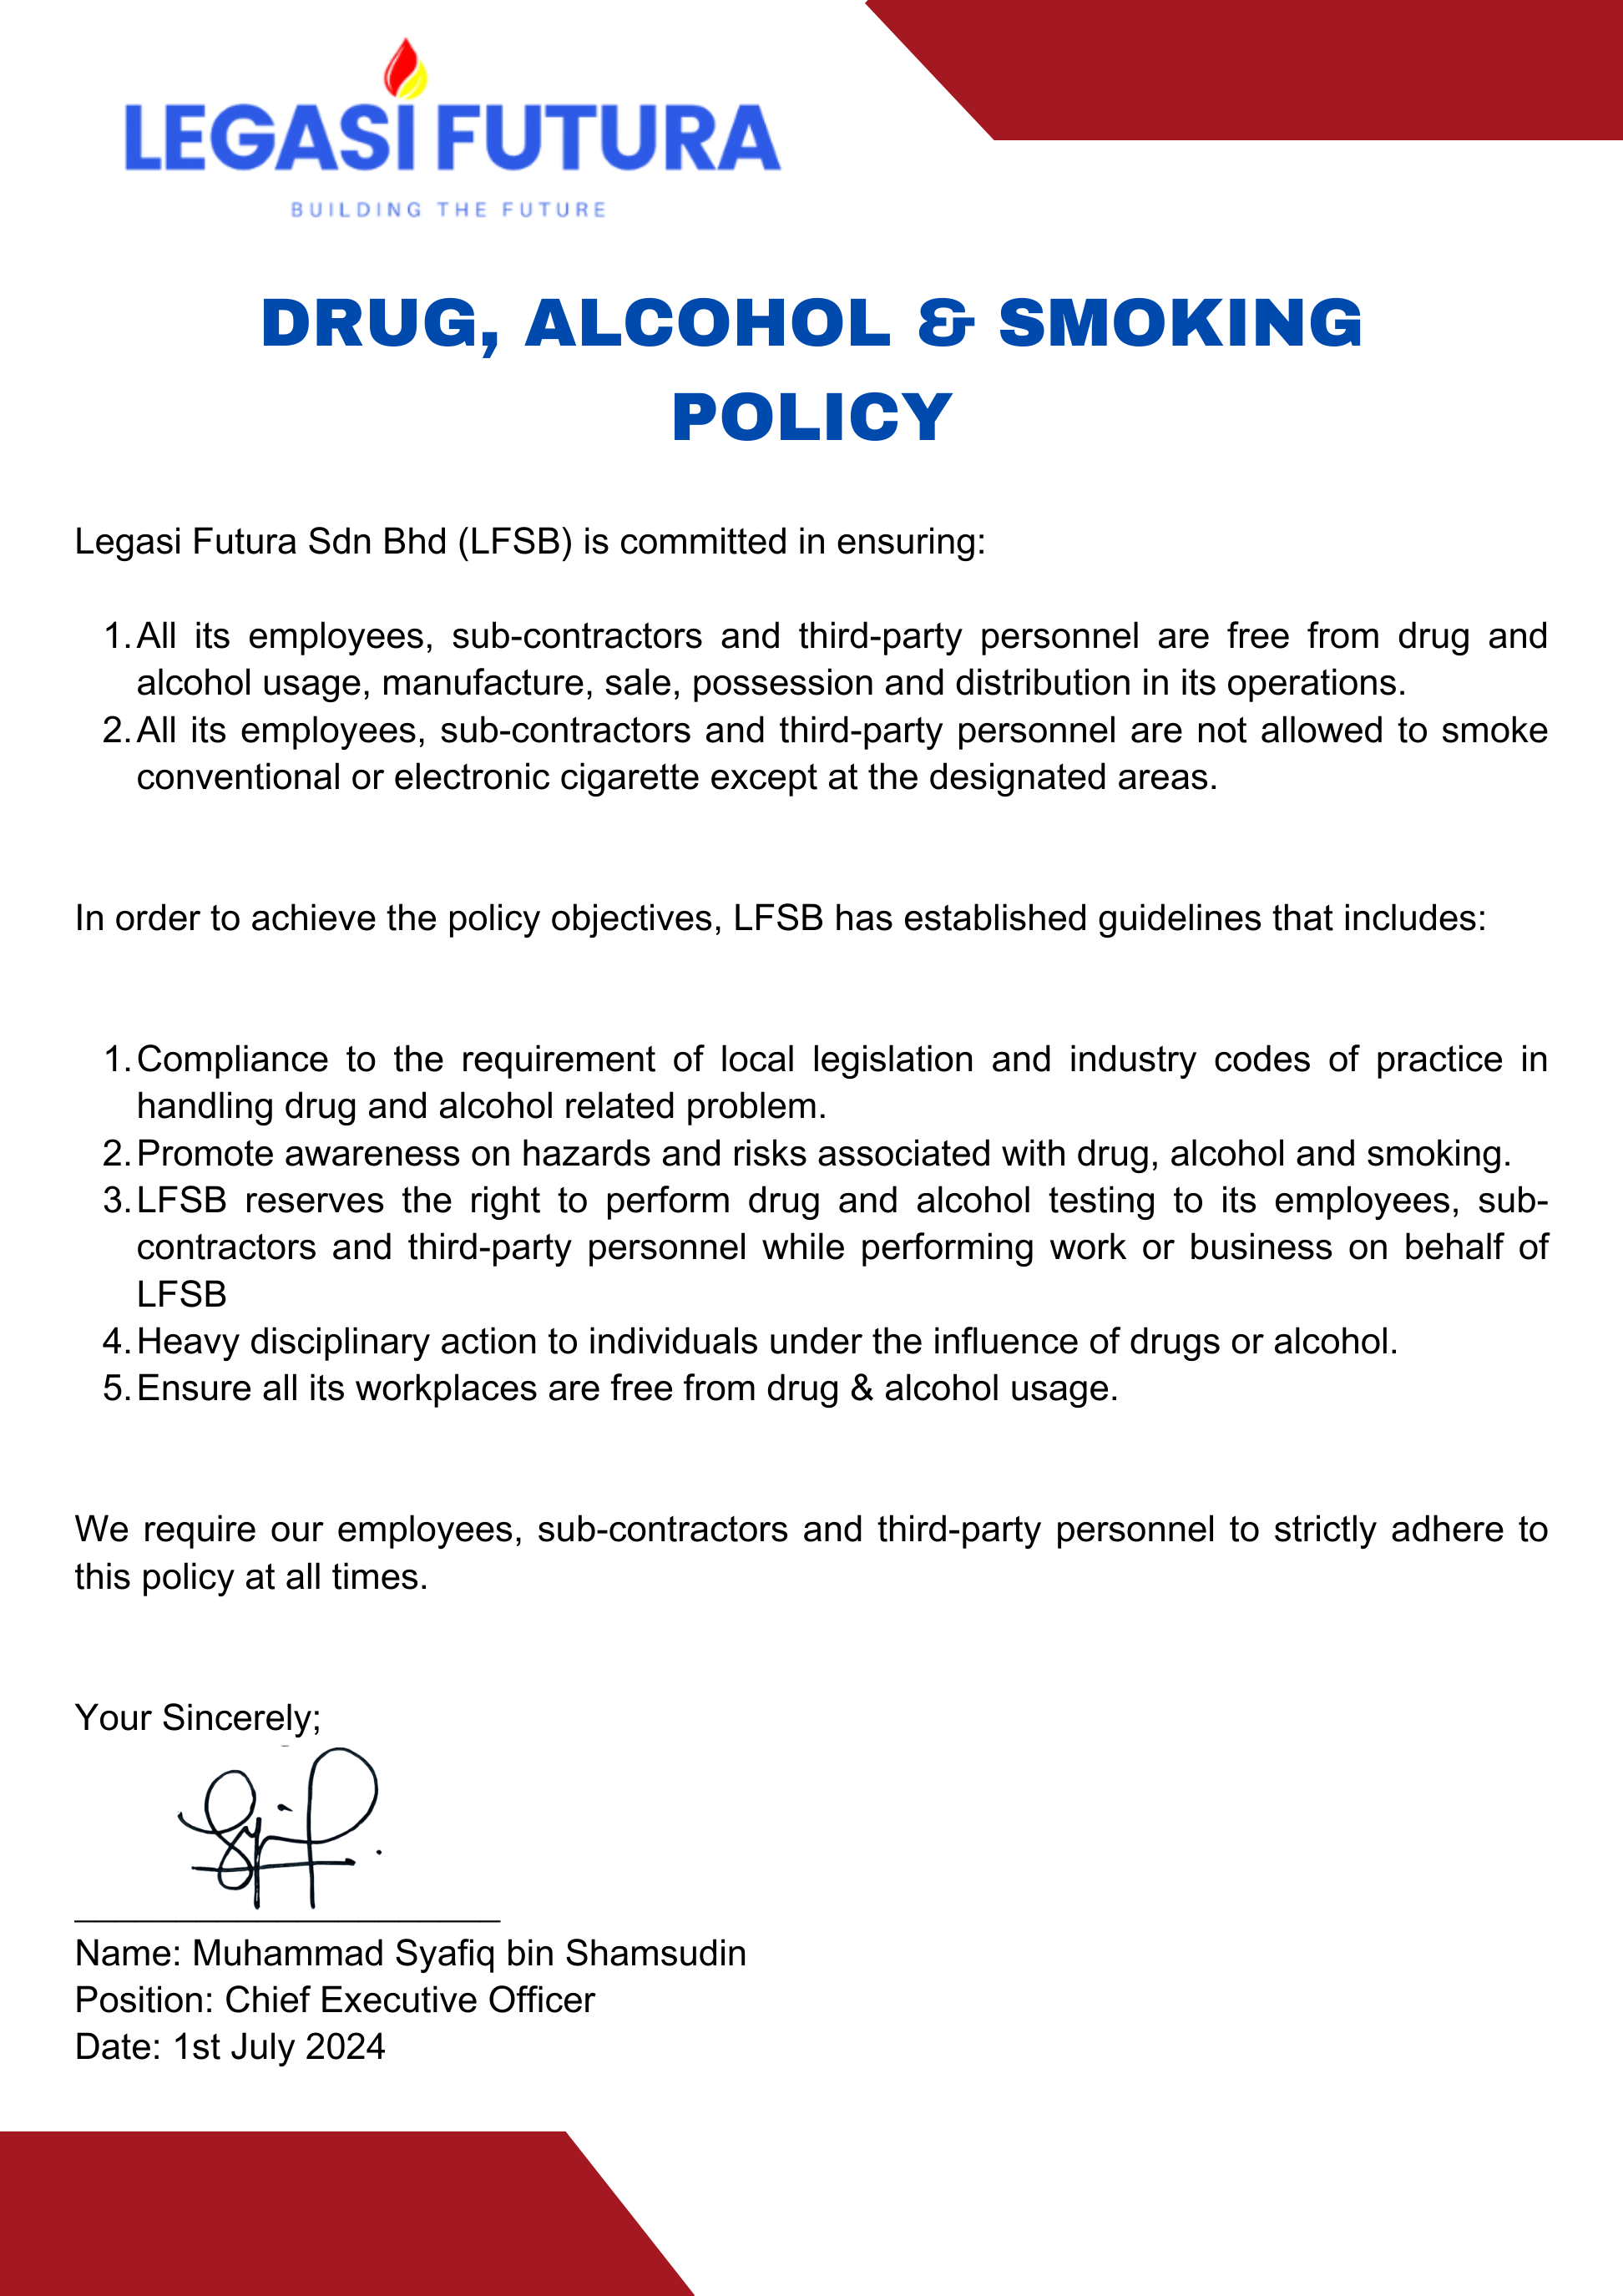 LEGASI FUTURA
BUILDING THE FUTURE
DRUG, ALCOHOL & SMOKING
POLICY
Legasi Futura Sdn Bhd (LFSB) is committed in ensuring:
1. All its employees, sub-contractors and third-party personnel are free from drug and
alcohol usage, manufacture, sale, possession and distribution in its operations.
2. All its employees, sub-contractors and third-party personnel are not allowed to smoke
conventional or electronic cigarette except at the designated areas.
In order to achieve the policy objectives, LFSB has established guidelines that includes:
1. Compliance to the requirement of local legislation and industry codes of practice in
handling drug and alcohol related problem.
2. Promote awareness on hazards and risks associated with drug, alcohol and smoking.
3. LFSB reserves the right to perform drug and alcohol testing to its employees, sub-
contractors and third-party personnel while performing work or business on behalf of
LFSB
4. Heavy disciplinary action to individuals under the influence of drugs or alcohol.
5. Ensure all its workplaces are free from drug & alcohol usage.
We require our employees, sub-contractors and third-party personnel to strictly adhere to
this policy at all times.
Your Sincerely;
Name: Muhammad Syafiq bin Shamsudin
Position: Chief Executive Officer
Date: 1st July 2024